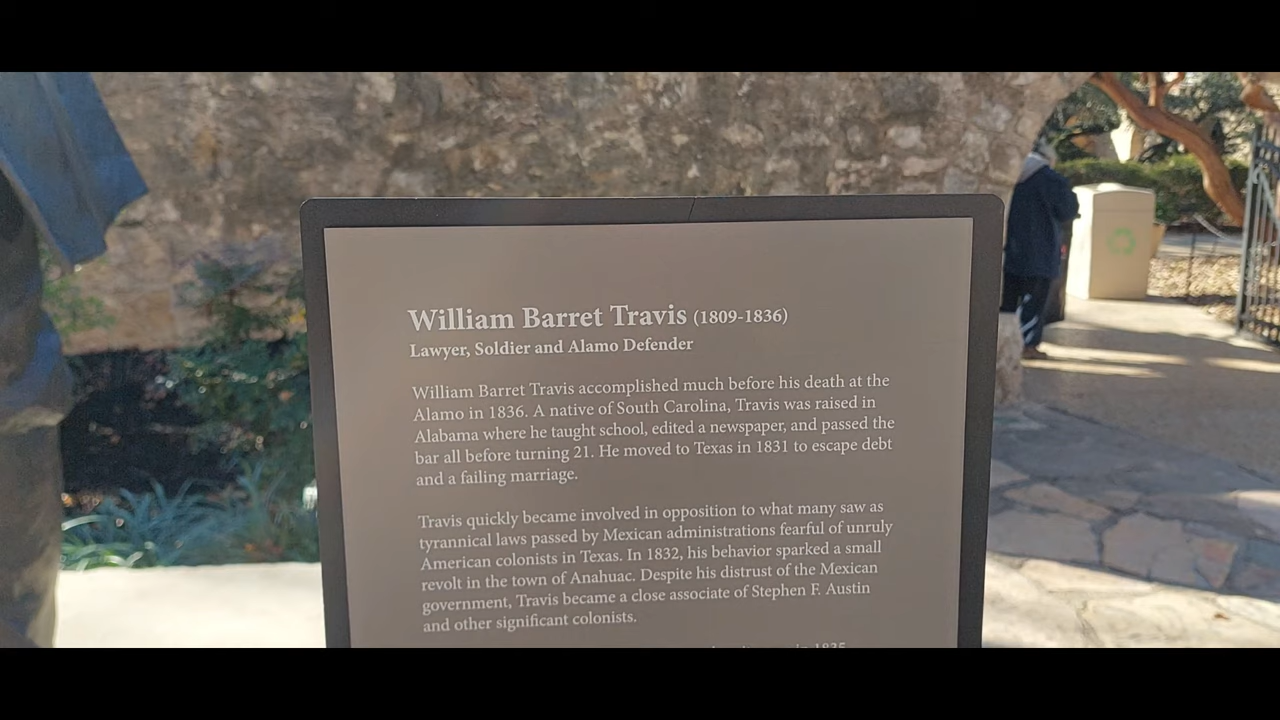 William Barret Travis (1809-1836)
Lawyer, Soldier and Alamo Defender
William Barret Travis accomplished much before his death at the
Alamo in 1836. A native of South Carolina, Travis was raised in
Alabama where he taught school, edited a newspaper, and passed the
bar all before turning 21. He moved to Texas in 1831 to escape debt
and a failing marriage.
Travis quickly became involved in opposition to what many saw as
tyrannical laws passed by Mexican administrations fearful of unruly
American colonists in Texas. In 1832, his behavior sparked a small
revolt in the town of Anahuac. Despite his distrust of the Mexican
government, Travis became a close associate of Stephen F. Austin
and other significant colonists.
in 1835